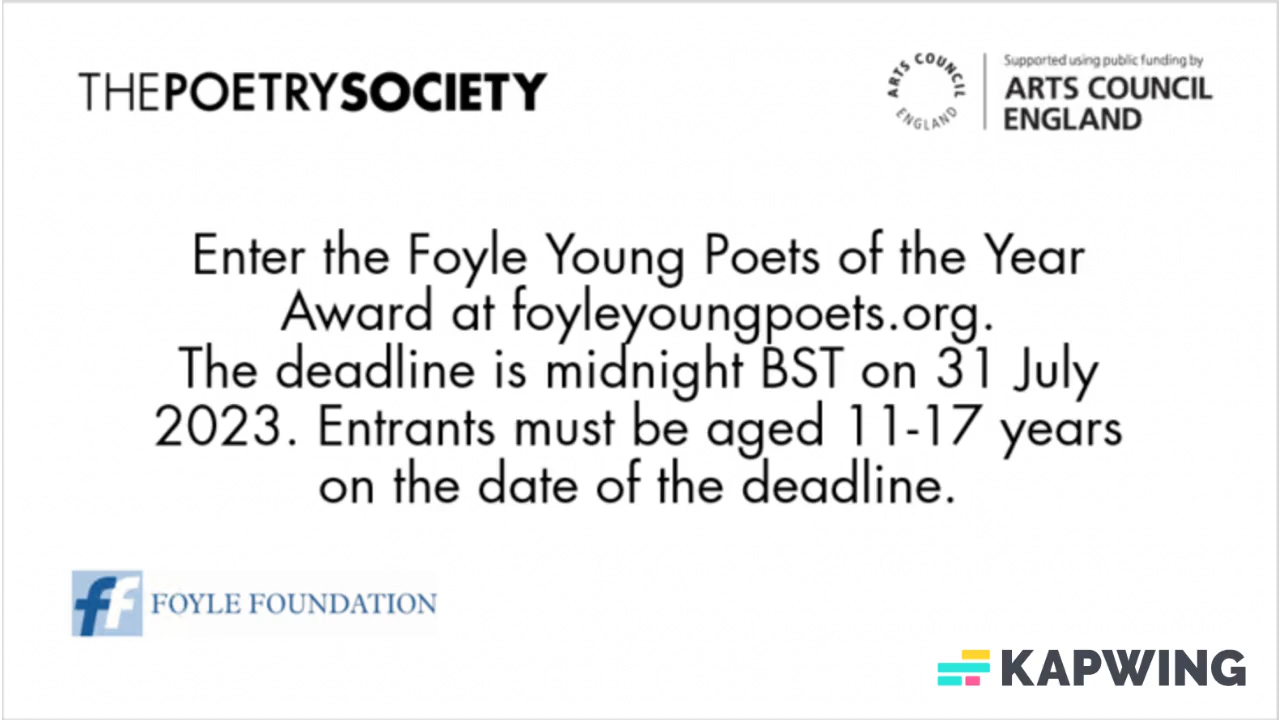 THEPOETRYSOCIETY
ARTS COUNCIL ENGLAND
Supported using public funding by
ARTS COUNCIL
ENGLAND
Enter the Foyle Young Poets of the Year
Award at foyleyoungpoets.org.
The deadline is midnight BST on 31 July
2023. Entrants must be aged 11-17 years
on the date of the deadline.
ff FOYLE FOUNDATION
KAPWING